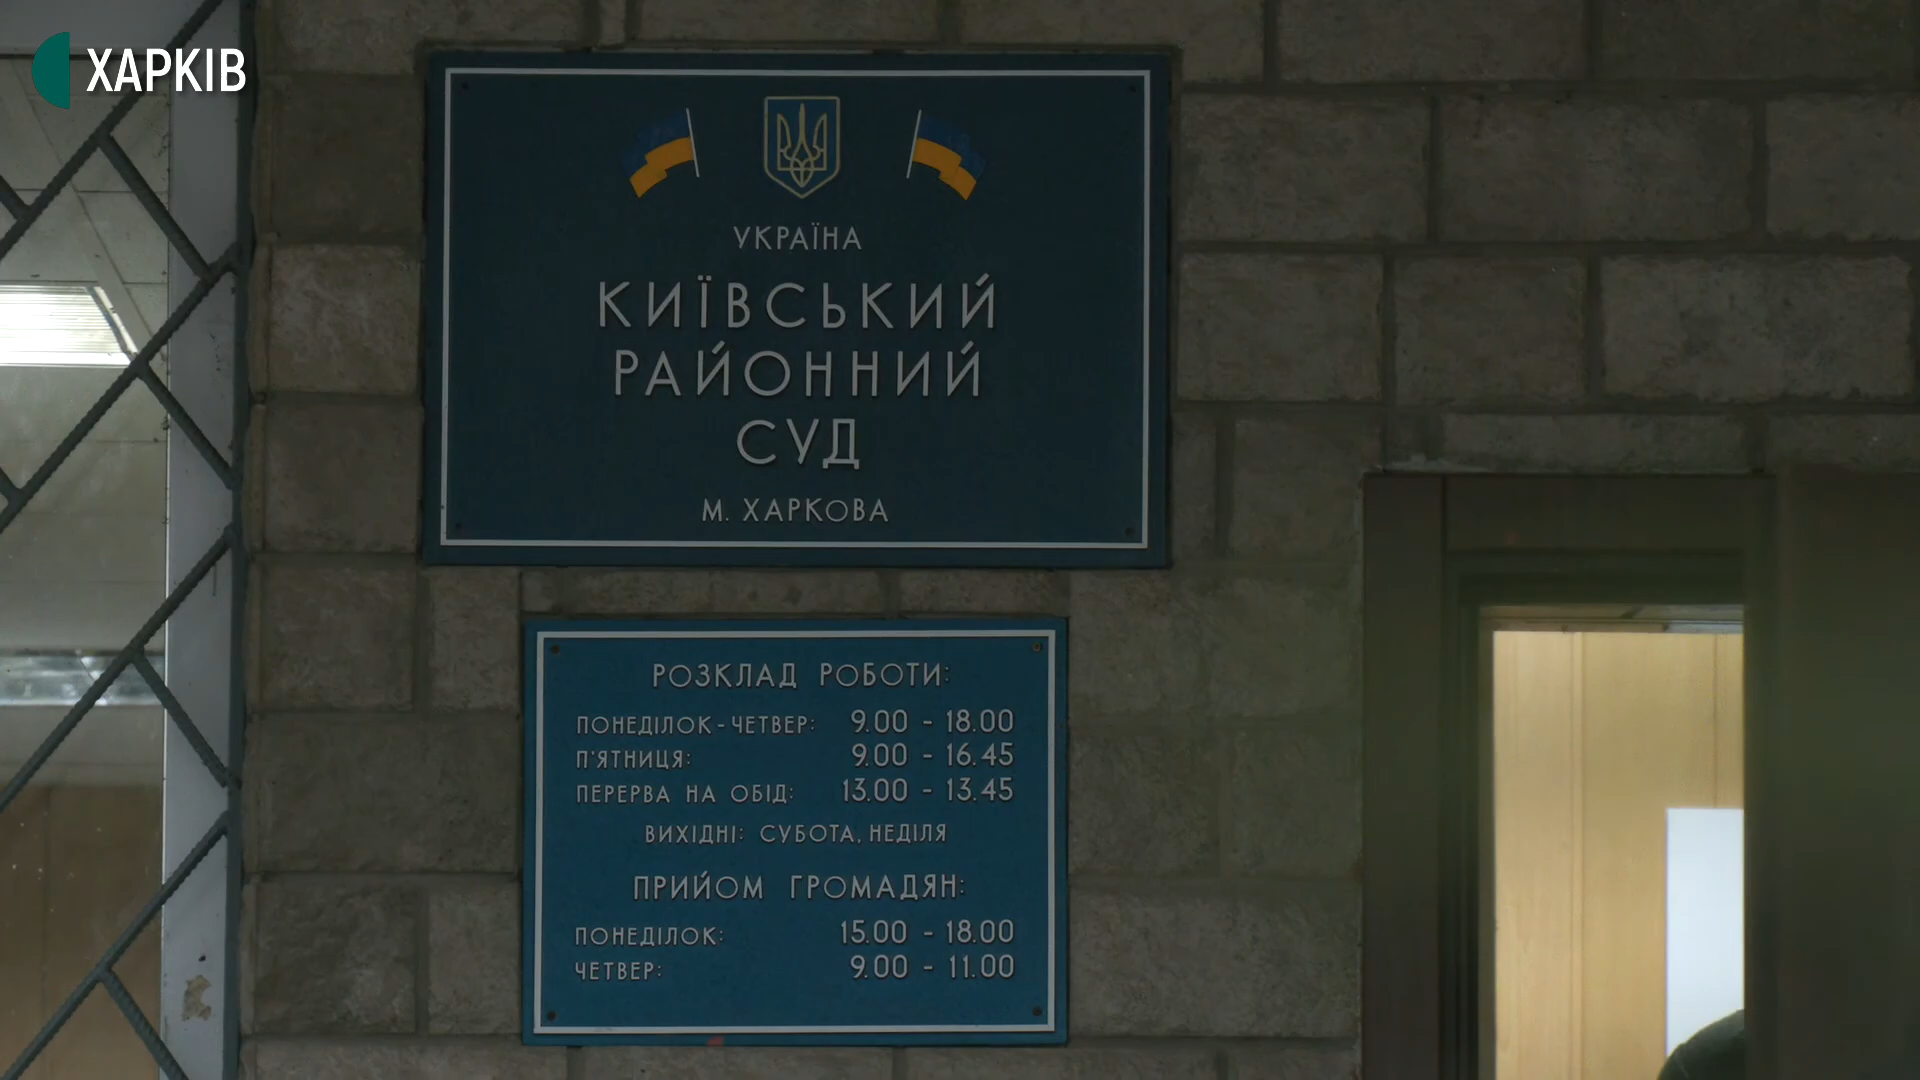 ХАРКІВ
УКРАЇНА
КИЇВСЬКИЙ
РАЙОННИЙ
СУД
М. ХАРКОВА
РОЗКЛАД РОБОТИ:
ПОНЕДІЛОК - ЧЕТВЕР: 9.00 - 18.00
П'ЯТНИЦЯ: 9.00 - 16.45
ПЕРЕРВА НА ОБІД: 13.00 - 13.45
ВИХІДНІ: СУБОТА, НЕДІЛЯ
ПРИЙОМ ГРОМАДЯН:
ПОНЕДІЛОК: 15.00 - 18.00
ЧЕТВЕР: 9.00 - 11.00